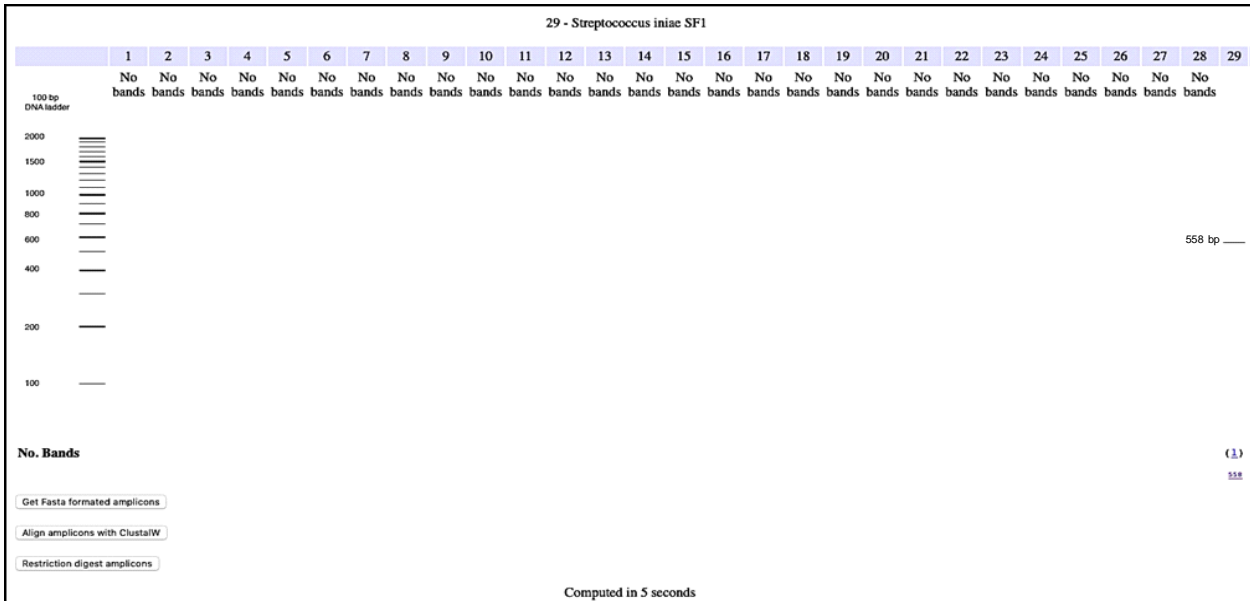 29 - Streptococcus iniae SF1
1 2 3 4 5 6 7 8 9 10 11 12 13 14 15 16 17 18 19 20 21 22 23 24 25 26 27 28 29
No No No No No No No No No No No No No No No No No No No No No No No No No No No No
bands bands bands bands bands bands bands bands bands bands bands bands bands bands bands bands bands bands bands bands bands bands bands bands bands bands bands bands
100 bp
DNA ladder
2000
1500
1000
800
600
558 bp
400
200
100
No. Bands (1)
558
Get Fasta formated amplicons
Align amplicons with ClustalW
Restriction digest amplicons
Computed in 5 seconds